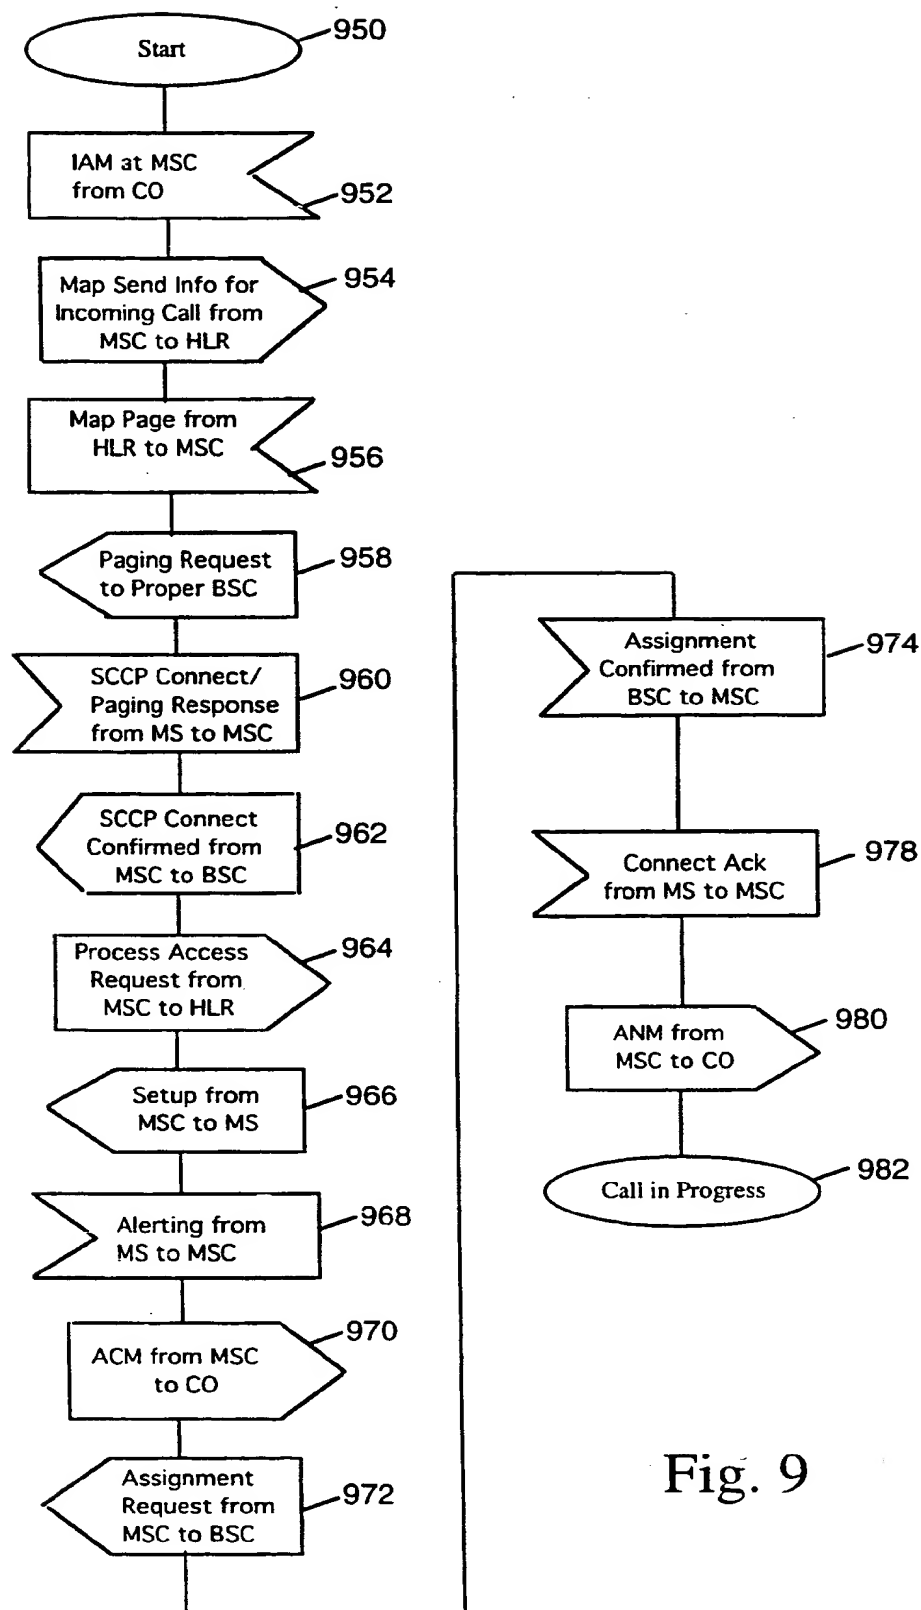 Start
950
IAM at MSC
from CO
952
Map Send Info for
Incoming Call from
MSC to HLR
954
Map Page from
HLR to MSC
956
Paging Request
to Proper BSC
958
SCCP Connect/
Paging Response
from MS to MSC
960
SCCP Connect
Confirmed from
MSC to BSC
962
Process Access
Request from
MSC to HLR
964
Setup from
MSC to MS
966
Alerting from
MS to MSC
968
ACM from MSC
to CO
970
Assignment
Request from
MSC to BSC
972
Assignment
Confirmed from
BSC to MSC
974
Connect Ack
from MS to MSC
978
ANM from
MSC to CO
980
Call in Progress
982
Fig. 9